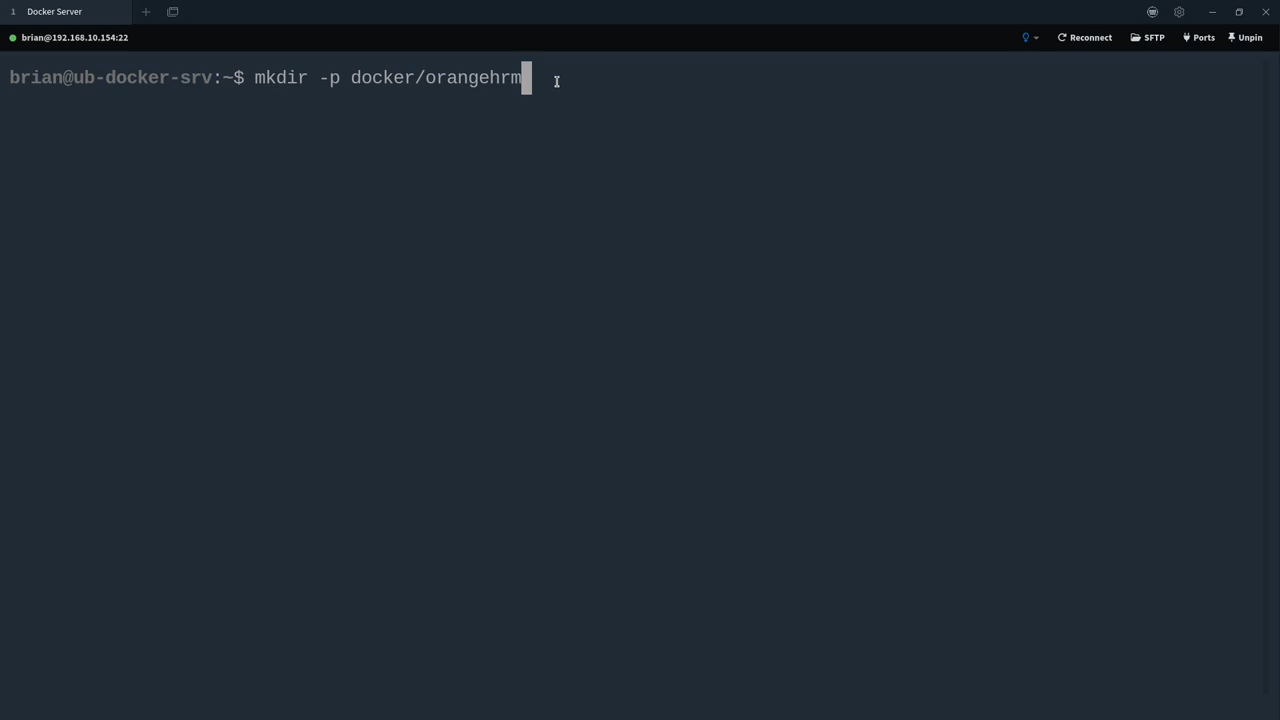 1 Docker Server
brian@192.168.10.154:22 Reconnect SFTP Ports Unpin
brian@ub-docker-srv:~$ mkdir -p docker/orangehrm